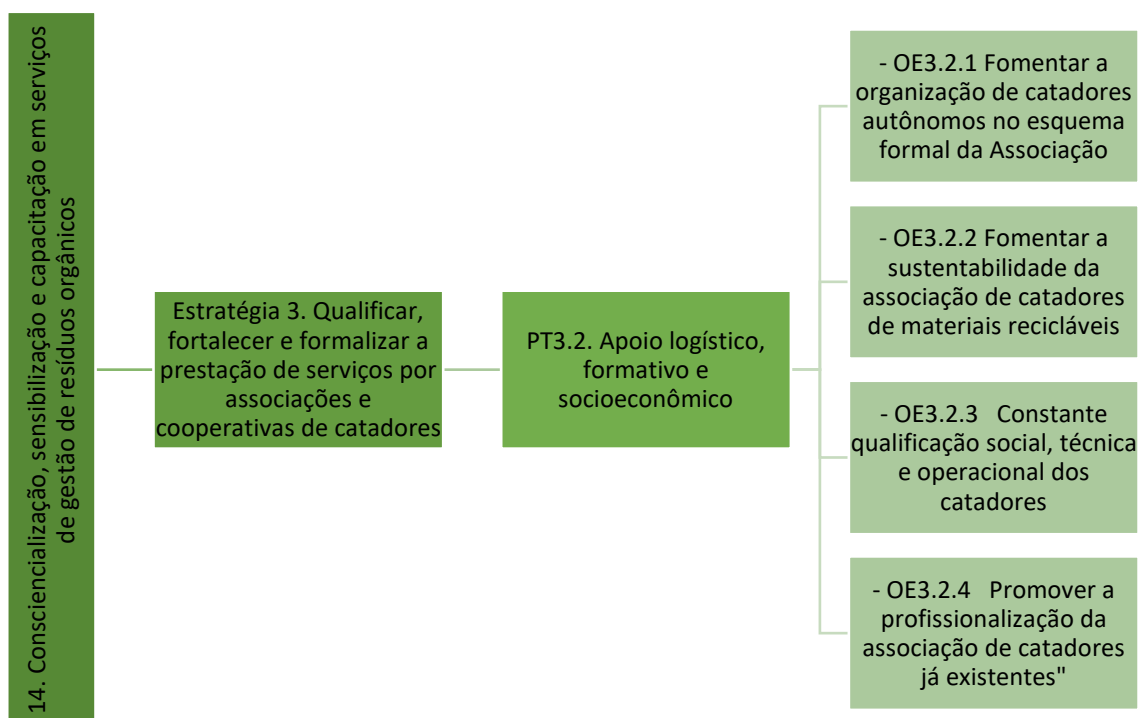 14. Consciencialização, sensibilização e capacitação em serviços
de gestão de resíduos orgânicos
Estratégia 3. Qualificar,
fortalecer e formalizar a
prestação de serviços por
associações e
cooperativas de catadores
PT3.2. Apoio logístico,
formativo e
socioeconômico
- OE3.2.1 Fomentar a
organização de catadores
autônomos no esquema
formal da Associação
- OE3.2.2 Fomentar a
sustentabilidade da
associação de catadores
de materiais recicláveis
- OE3.2.3   Constante
qualificação social, técnica
e operacional dos
catadores
- OE3.2.4   Promover a
profissionalização da
associação de catadores
já existentes"